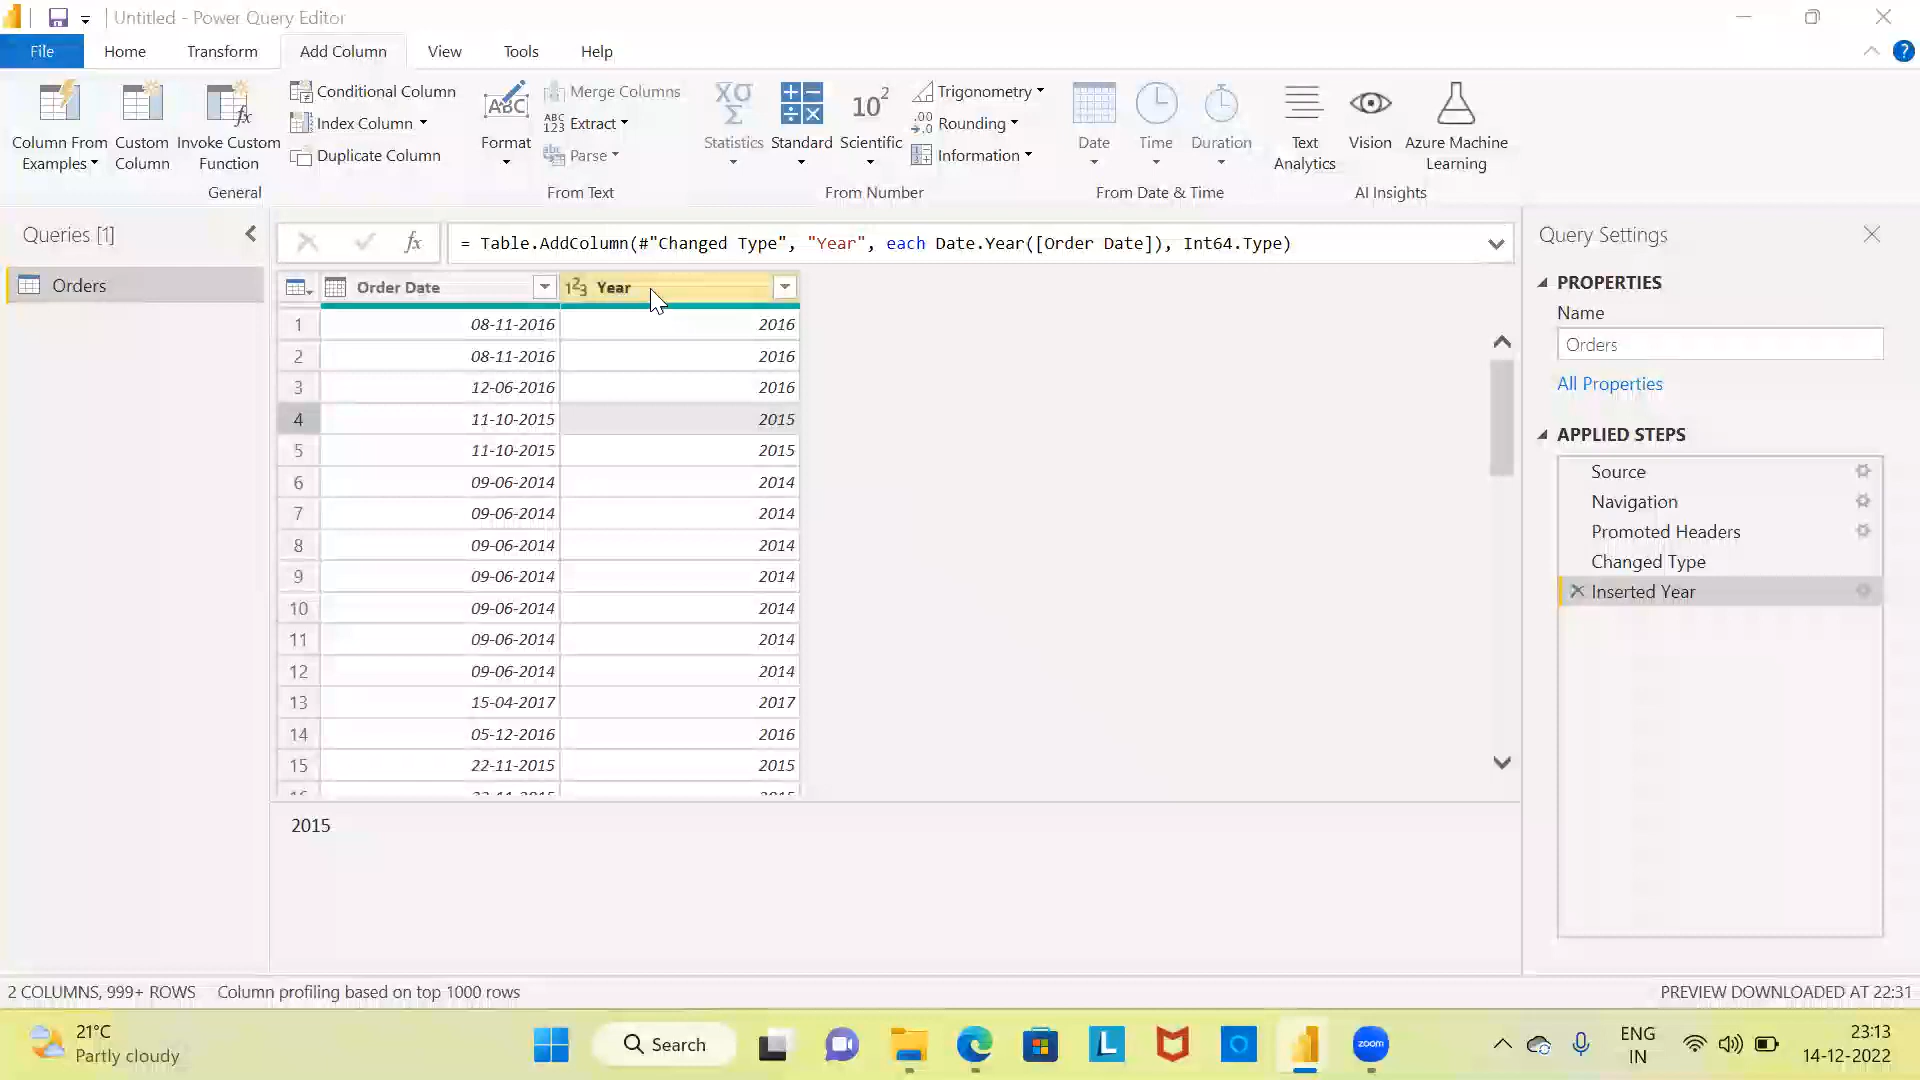 Untitled - Power Query Editor
File Home Transform Add Column View Tools Help
Column From Examples
Custom Column
Invoke Custom Function
Conditional Column
Index Column
Duplicate Column
General
Format
Merge Columns
Extract
Parse
From Text
Statistics
Standard
Scientific
Trigonometry
Rounding
Information
From Number
Date
Time
Duration
From Date & Time
Text Analytics
Vision
Azure Machine Learning
AI Insights
Queries [1]
Orders
= Table.AddColumn(#"Changed Type", "Year", each Date.Year([Order Date]), Int64.Type)
Order Date Year
1 08-11-2016 2016
2 08-11-2016 2016
3 12-06-2016 2016
4 11-10-2015 2015
5 11-10-2015 2015
6 09-06-2014 2014
7 09-06-2014 2014
8 09-06-2014 2014
9 09-06-2014 2014
10 09-06-2014 2014
11 09-06-2014 2014
12 09-06-2014 2014
13 15-04-2017 2017
14 05-12-2016 2016
15 22-11-2015 2015
2015
Query Settings
PROPERTIES
Name
Orders
All Properties
APPLIED STEPS
Source
Navigation
Promoted Headers
Changed Type
Inserted Year
2 COLUMNS, 999+ ROWS Column profiling based on top 1000 rows
PREVIEW DOWNLOADED AT 22:31
21°C
Partly cloudy
Search
zoom
ENG
IN
23:13
14-12-2022